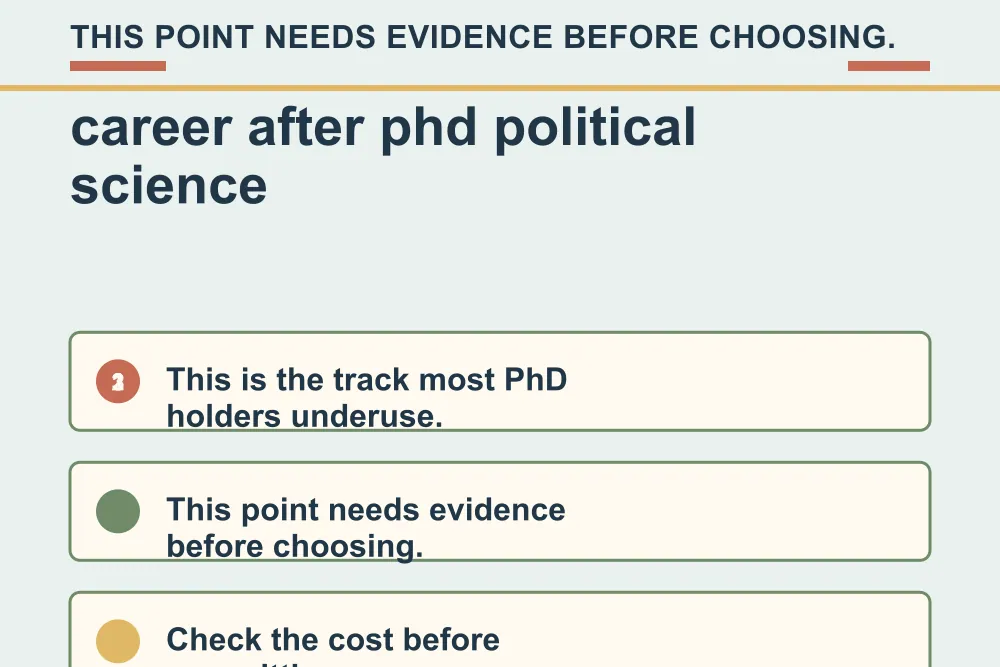 THIS POINT NEEDS EVIDENCE BEFORE CHOOSING.
career after phd political
science
This is the track most PhD
holders underuse.
This point needs evidence
before choosing.
Check the cost before